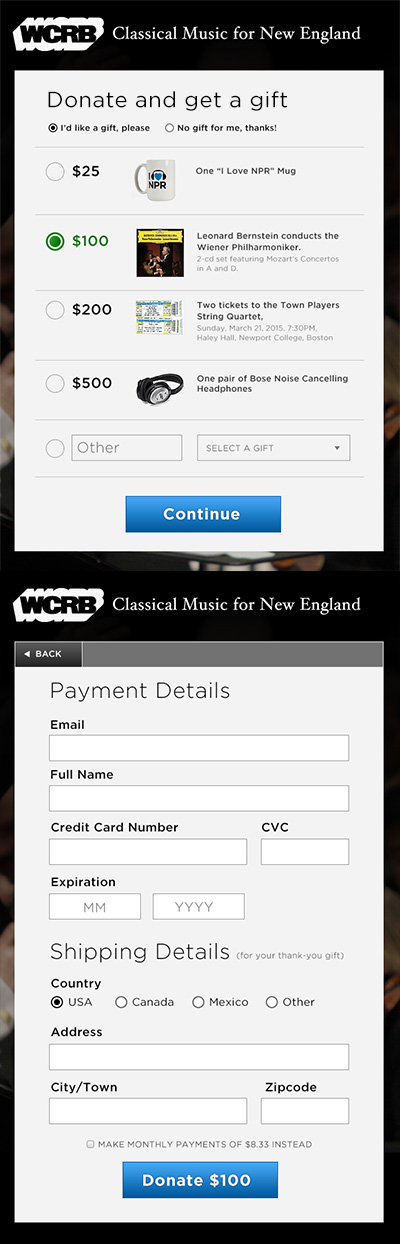 WCRB Classical Music for New England
Donate and get a gift
I'd like a gift, please No gift for me, thanks!
$25
I NPR
One “I Love NPR” Mug
$100
Leonard Bernstein conducts the
Wiener Philharmoniker.
2-cd set featuring Mozart's Concertos
in A and D.
$200
Two tickets to the Town Players
String Quartet,
Sunday, March 21, 2015, 7:30PM,
Haley Hall, Newport College, Boston
$500
One pair of Bose Noise Cancelling
Headphones
Other SELECT A GIFT
Continue
WCRB Classical Music for New England
BACK
Payment Details
Email
Full Name
Credit Card Number CVC
Expiration
MM YYYY
Shipping Details (for your thank-you gift)
Country
USA Canada Mexico Other
Address
City/Town Zipcode
MAKE MONTHLY PAYMENTS OF $8.33 INSTEAD
Donate $100